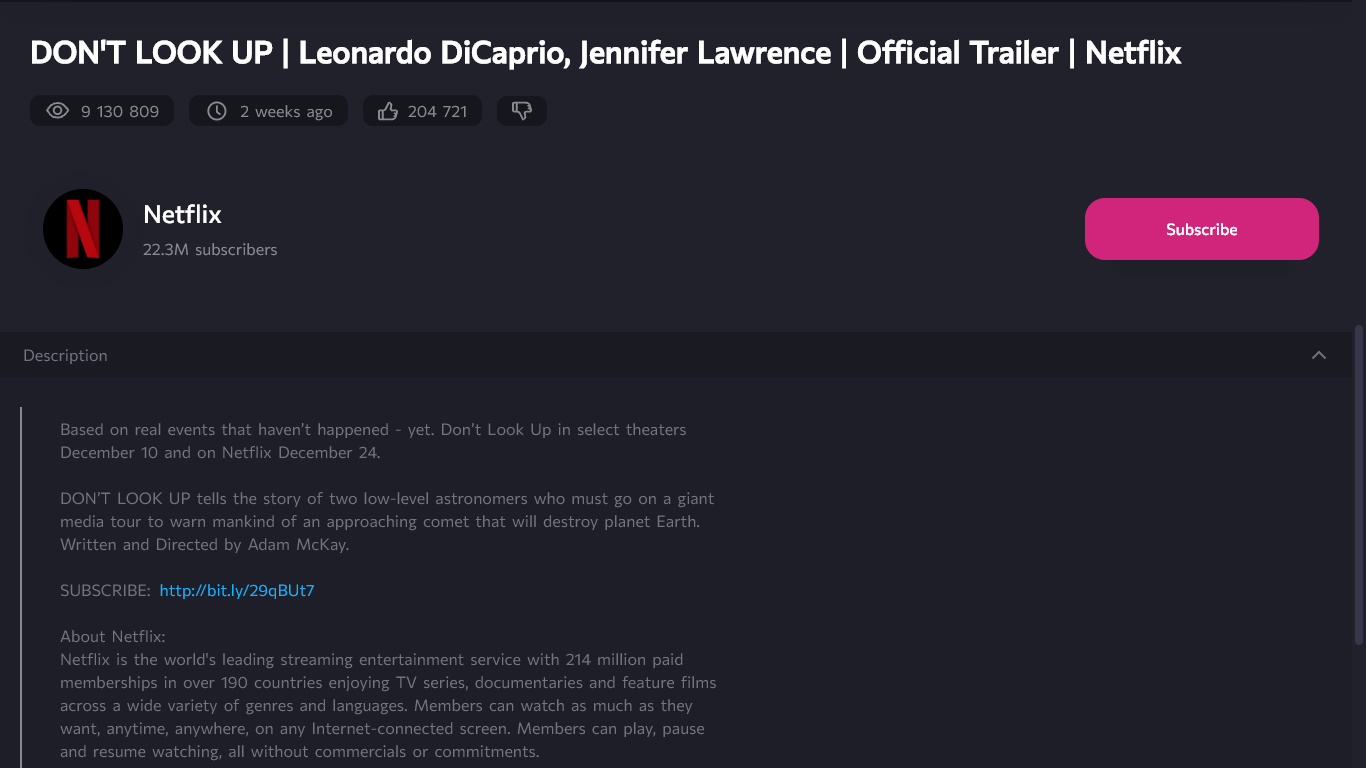 DON'T LOOK UP | Leonardo DiCaprio, Jennifer Lawrence | Official Trailer | Netflix
9 130 809 2 weeks ago 204 721
N
Netflix
22.3M subscribers
Subscribe
Description
Based on real events that haven’t happened - yet. Don’t Look Up in select theaters
December 10 and on Netflix December 24.
DON’T LOOK UP tells the story of two low-level astronomers who must go on a giant
media tour to warn mankind of an approaching comet that will destroy planet Earth.
Written and Directed by Adam McKay.
SUBSCRIBE: http://bit.ly/29qBUt7
About Netflix:
Netflix is the world's leading streaming entertainment service with 214 million paid
memberships in over 190 countries enjoying TV series, documentaries and feature films
across a wide variety of genres and languages. Members can watch as much as they
want, anytime, anywhere, on any Internet-connected screen. Members can play, pause
and resume watching, all without commercials or commitments.